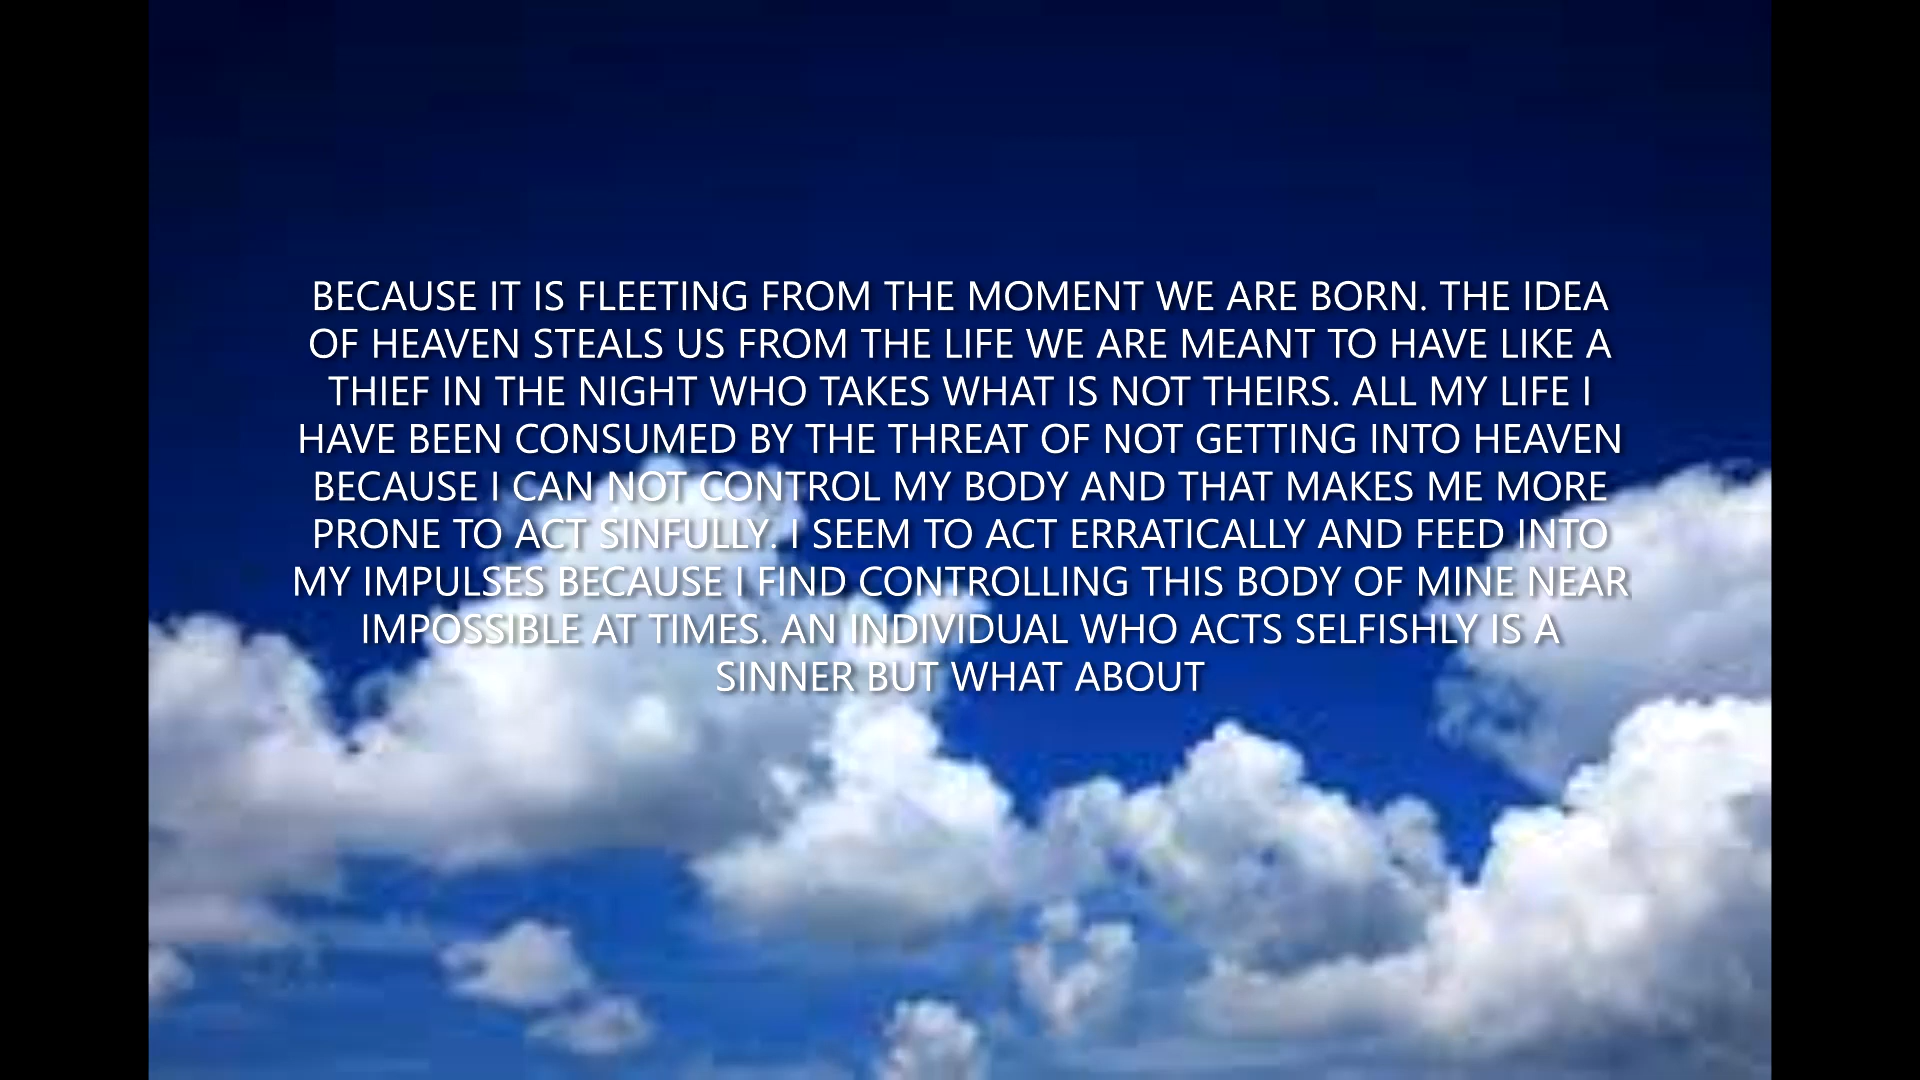 BECAUSE IT IS FLEETING FROM THE MOMENT WE ARE BORN. THE IDEA
OF HEAVEN STEALS US FROM THE LIFE WE ARE MEANT TO HAVE LIKE A
THIEF IN THE NIGHT WHO TAKES WHAT IS NOT THEIRS. ALL MY LIFE I
HAVE BEEN CONSUMED BY THE THREAT OF NOT GETTING INTO HEAVEN
BECAUSE I CAN NOT CONTROL MY BODY AND THAT MAKES ME MORE
PRONE TO ACT SINFULLY. I SEEM TO ACT ERRATICALLY AND FEED INTO
MY IMPULSES BECAUSE I FIND CONTROLLING THIS BODY OF MINE NEAR
IMPOSSIBLE AT TIMES. AN INDIVIDUAL WHO ACTS SELFISHLY IS A
SINNER BUT WHAT ABOUT